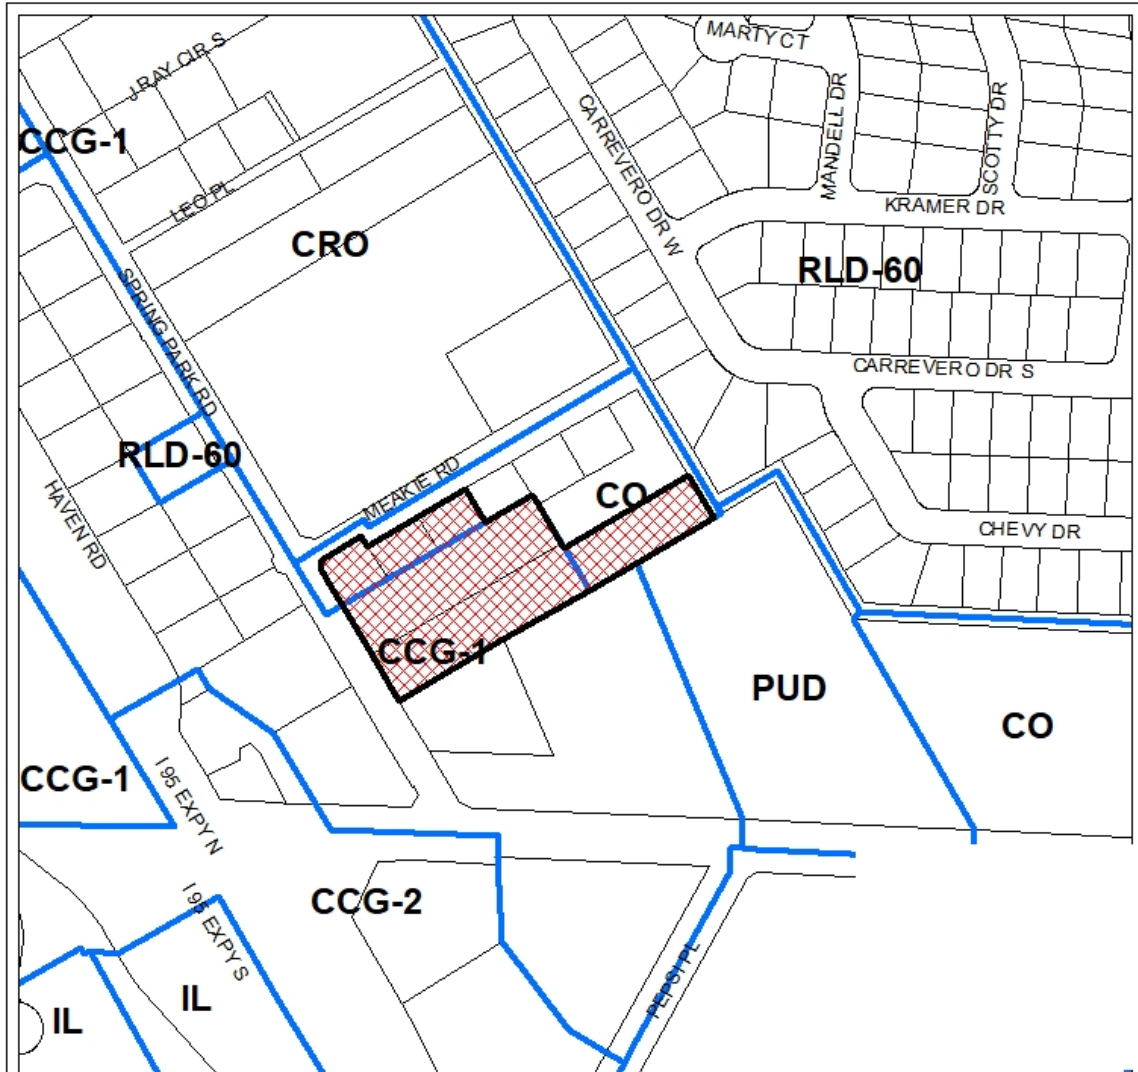 MARTY CT
J-RAY CIR S
CARREVERO DR W
MANDELL DR
SCOTTY DR
CCG-1
LEO PL
KRAMER DR
CRO
RLD-60
SPRING PARK RD
CARREVERO DR S
RLD-60
MEAKIE RD
CO
HAVEN RD
CHEVY DR
CCG-1
PUD
CO
CCG-1
I 95 EXPY N
CCG-2
I 95 EXPY S
PEPSI PL
IL
IL